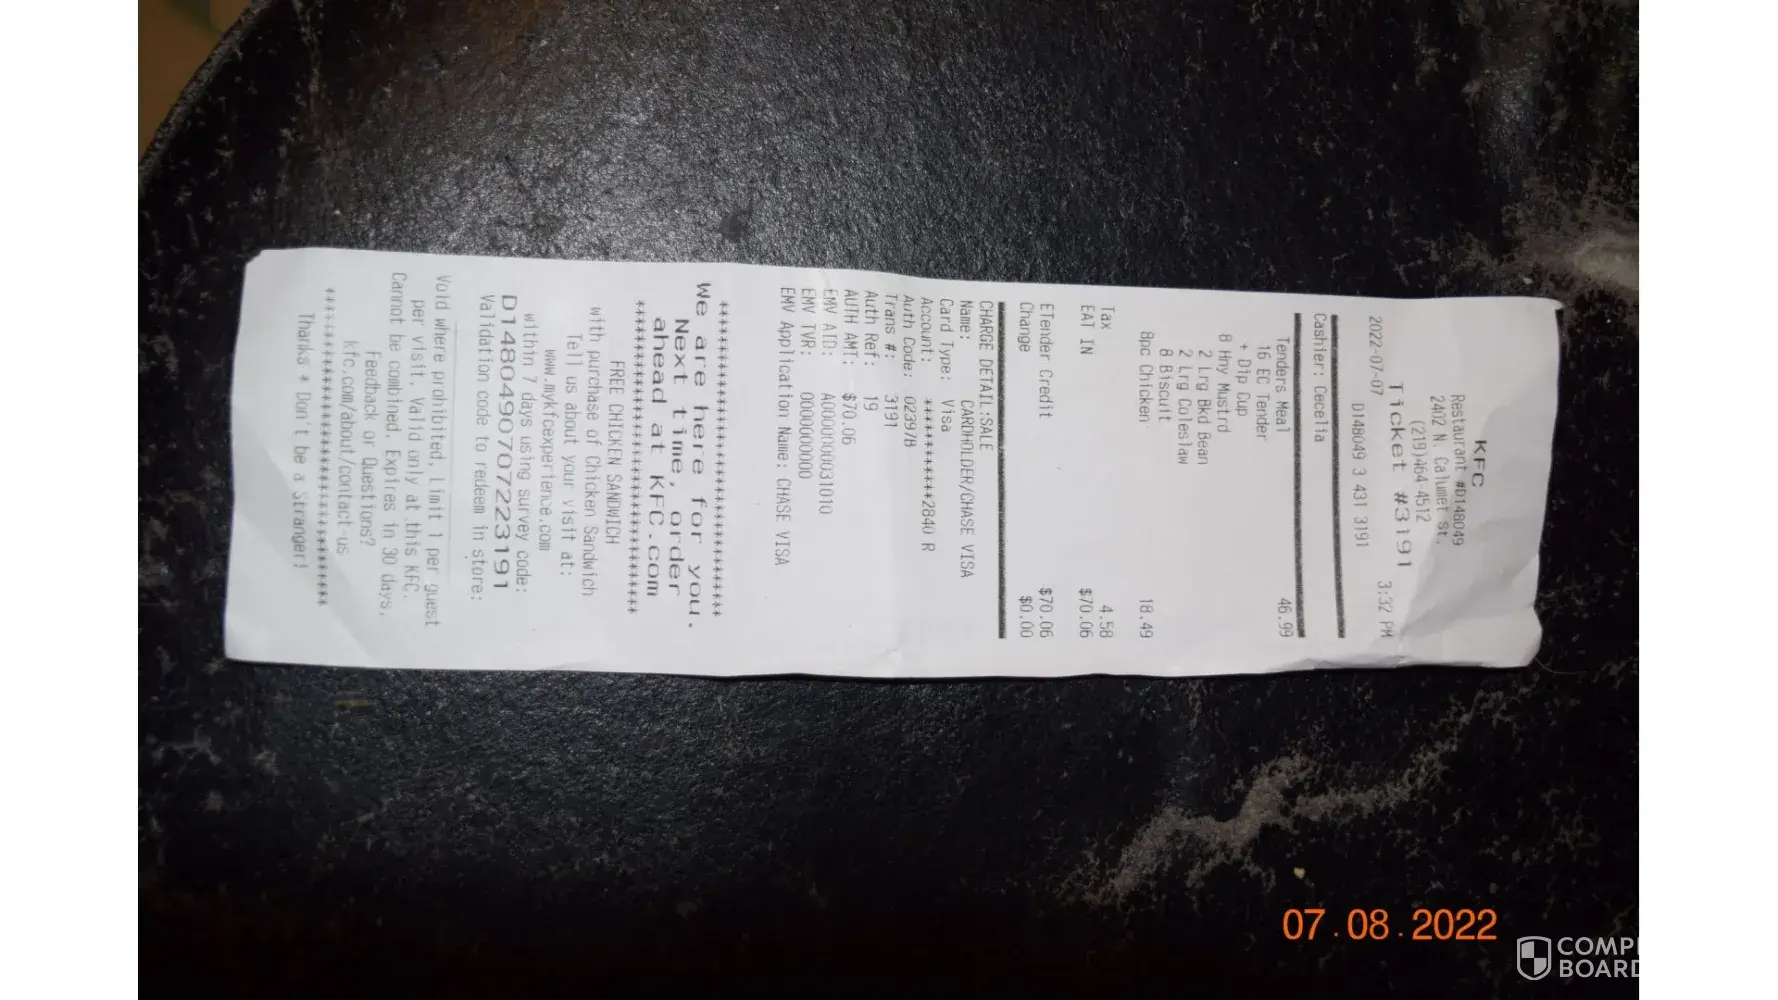 KFC
Restaurant #D148049
2402 N. Calumet st.
(219)464-4512
Ticket #3191
2022-07-07 3:32 PM
D148049 3 431 3191
Cashier: Cecelia
Tenders Meal 46.99
16 EC Tender
+ Dip Cup
8 Hny Mustrd
2 Lrg Bkd Bean
2 Lrg Coleslaw
8 Biscuit
8pc Chicken 18.49
Tax 4.58
EAT IN $70.06
ETender Credit $70.06
Change $0.00
CHARGE DETAIL:SALE
Name: CARDHOLDER/CHASE VISA
Card Type: Visa
Account: ************2840 R
Auth Code: 02397B
Trans #: 3191
Auth Ref: 19
AUTH AMT: $70.06
EMV AID: A0000000031010
EMV TVR: 0000000000
EMV Application Name: CHASE VISA
****************************************
We are here for you.
Next time, order
ahead at KFC.com
****************************************
FREE CHICKEN SANDWICH
with purchase of Chicken Sandwich
Tell us about your visit at:
www.mykfcexperience.com
within 7 days using survey code:
D1480490707223191
Validation code to redeem in store:
Void where prohibited, Limit 1 per guest
per visit. Valid only at this KFC.
Cannot be combined. Expires in 30 days.
Feedback or Questions?
kfc.com/about/contact-us
****************************************
Thanks * Don't be a Stranger!
07.08.2022
COMPL
BOARD